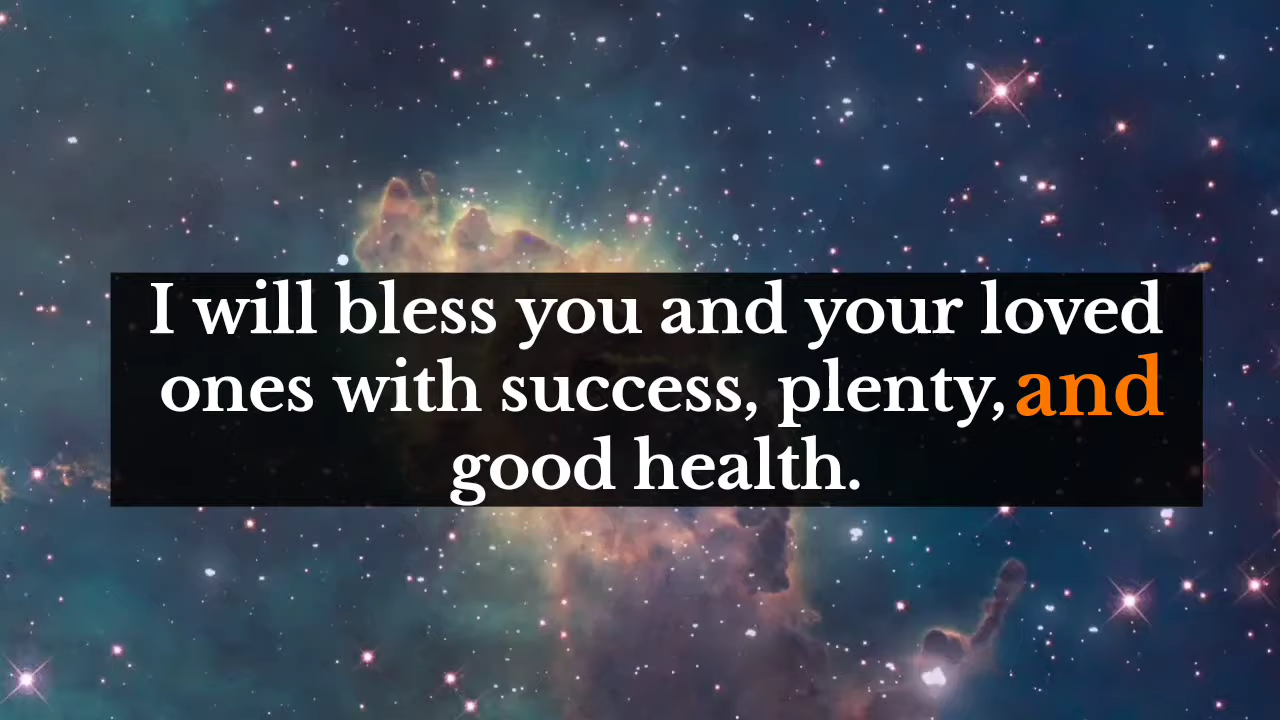 I will bless you and your loved
ones with success, plenty, and
good health.